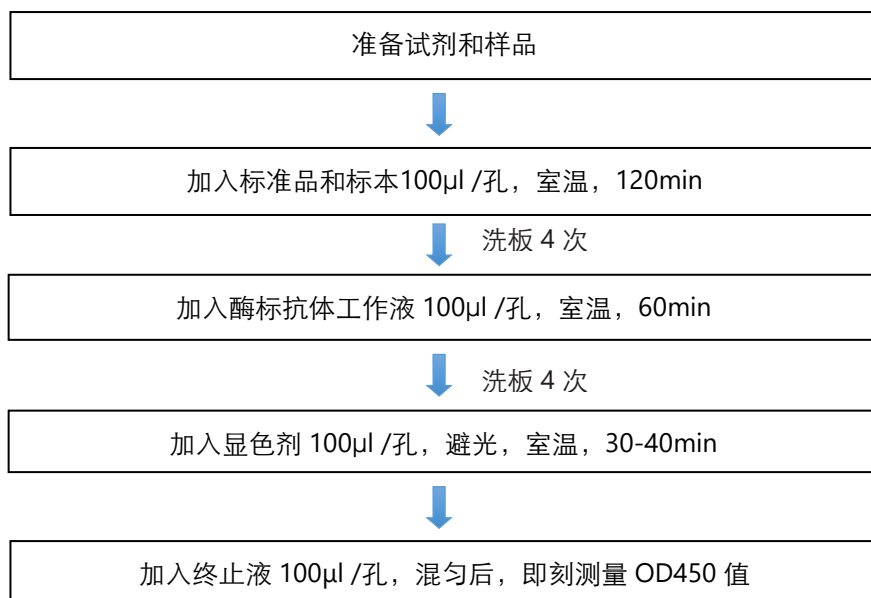 准备试剂和样品
加入标准品和标本100μl /孔，室温，120min
洗板 4 次
加入酶标抗体工作液 100μl /孔，室温，60min
洗板 4 次
加入显色剂 100μl /孔，避光，室温，30-40min
加入终止液 100μl /孔，混匀后，即刻测量 OD450 值